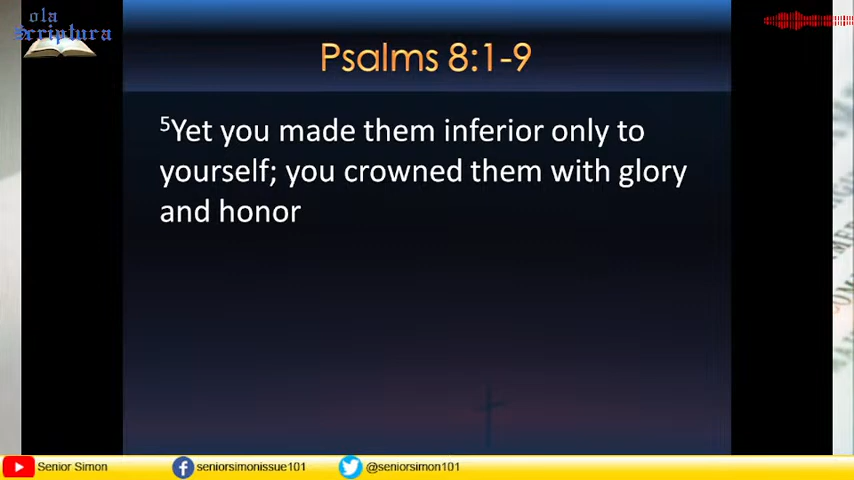 ola
Scriptura
Psalms 8:1-9
5Yet you made them inferior only to
yourself; you crowned them with glory
and honor
Senior Simon
seniorsimonissue101
@seniorsimon101